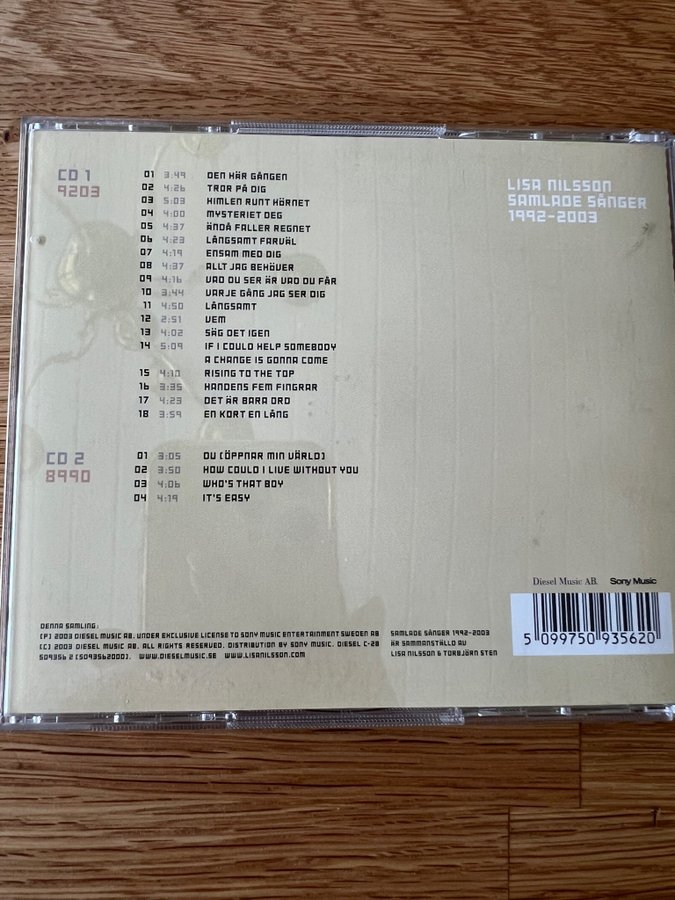 CD 1
9203
01 3:49 DEN HÄR GÅNGEN
02 4:26 TROR PÅ DIG
03 5:03 HIMLEN RUNT HÖRNET
04 4:00 MYSTERIET DEG
05 4:37 ÄNDÅ FALLER REGNET
06 4:23 LÅNGSAMT FARVÄL
07 4:19 ENSAM MED DIG
08 4:37 ALLT JAG BEHÖVER
09 4:16 VAD DU SER ÄR VAD DU FÅR
10 3:44 VARJE GÅNG JAG SER DIG
11 4:50 LÅNGSAMT
12 2:51 VEM
13 4:02 SÄG DET IGEN
14 5:09 IF I COULD HELP SOMEBODY
A CHANGE IS GONNA COME
15 4:10 RISING TO THE TOP
16 3:35 HANDENS FEM FINGRAR
17 4:23 DET ÄR BARA ORD
18 3:59 EN KORT EN LÅNG
LISA NILSSON
SAMLADE SÅNGER
1992-2003
CD 2
8990
01 3:05 DU (ÖPPNAR MIN VÄRLD)
02 3:50 HOW COULD I LIVE WITHOUT YOU
03 4:06 WHO'S THAT BOY
04 4:19 IT'S EASY
Diesel Music AB. Sony Music
5 099750 935620
DENNA SAMLING:
(P) 2003 DIESEL MUSIC AB. UNDER EXCLUSIVE LICENSE TO SONY MUSIC ENTERTAINMENT SWEDEN AB
(C) 2003 DIESEL MUSIC AB. ALL RIGHTS RESERVED. DISTRIBUTION BY SONY MUSIC. DIESEL C-28
509356 2 (5093562000). WWW.DIESELMUSIC.SE WWW.LISANILSSON.COM
SAMLADE SÅNGER 1992-2003
ÄR SAMMANSTÄLLD AV
LISA NILSSON & TORBJÖRN STEN